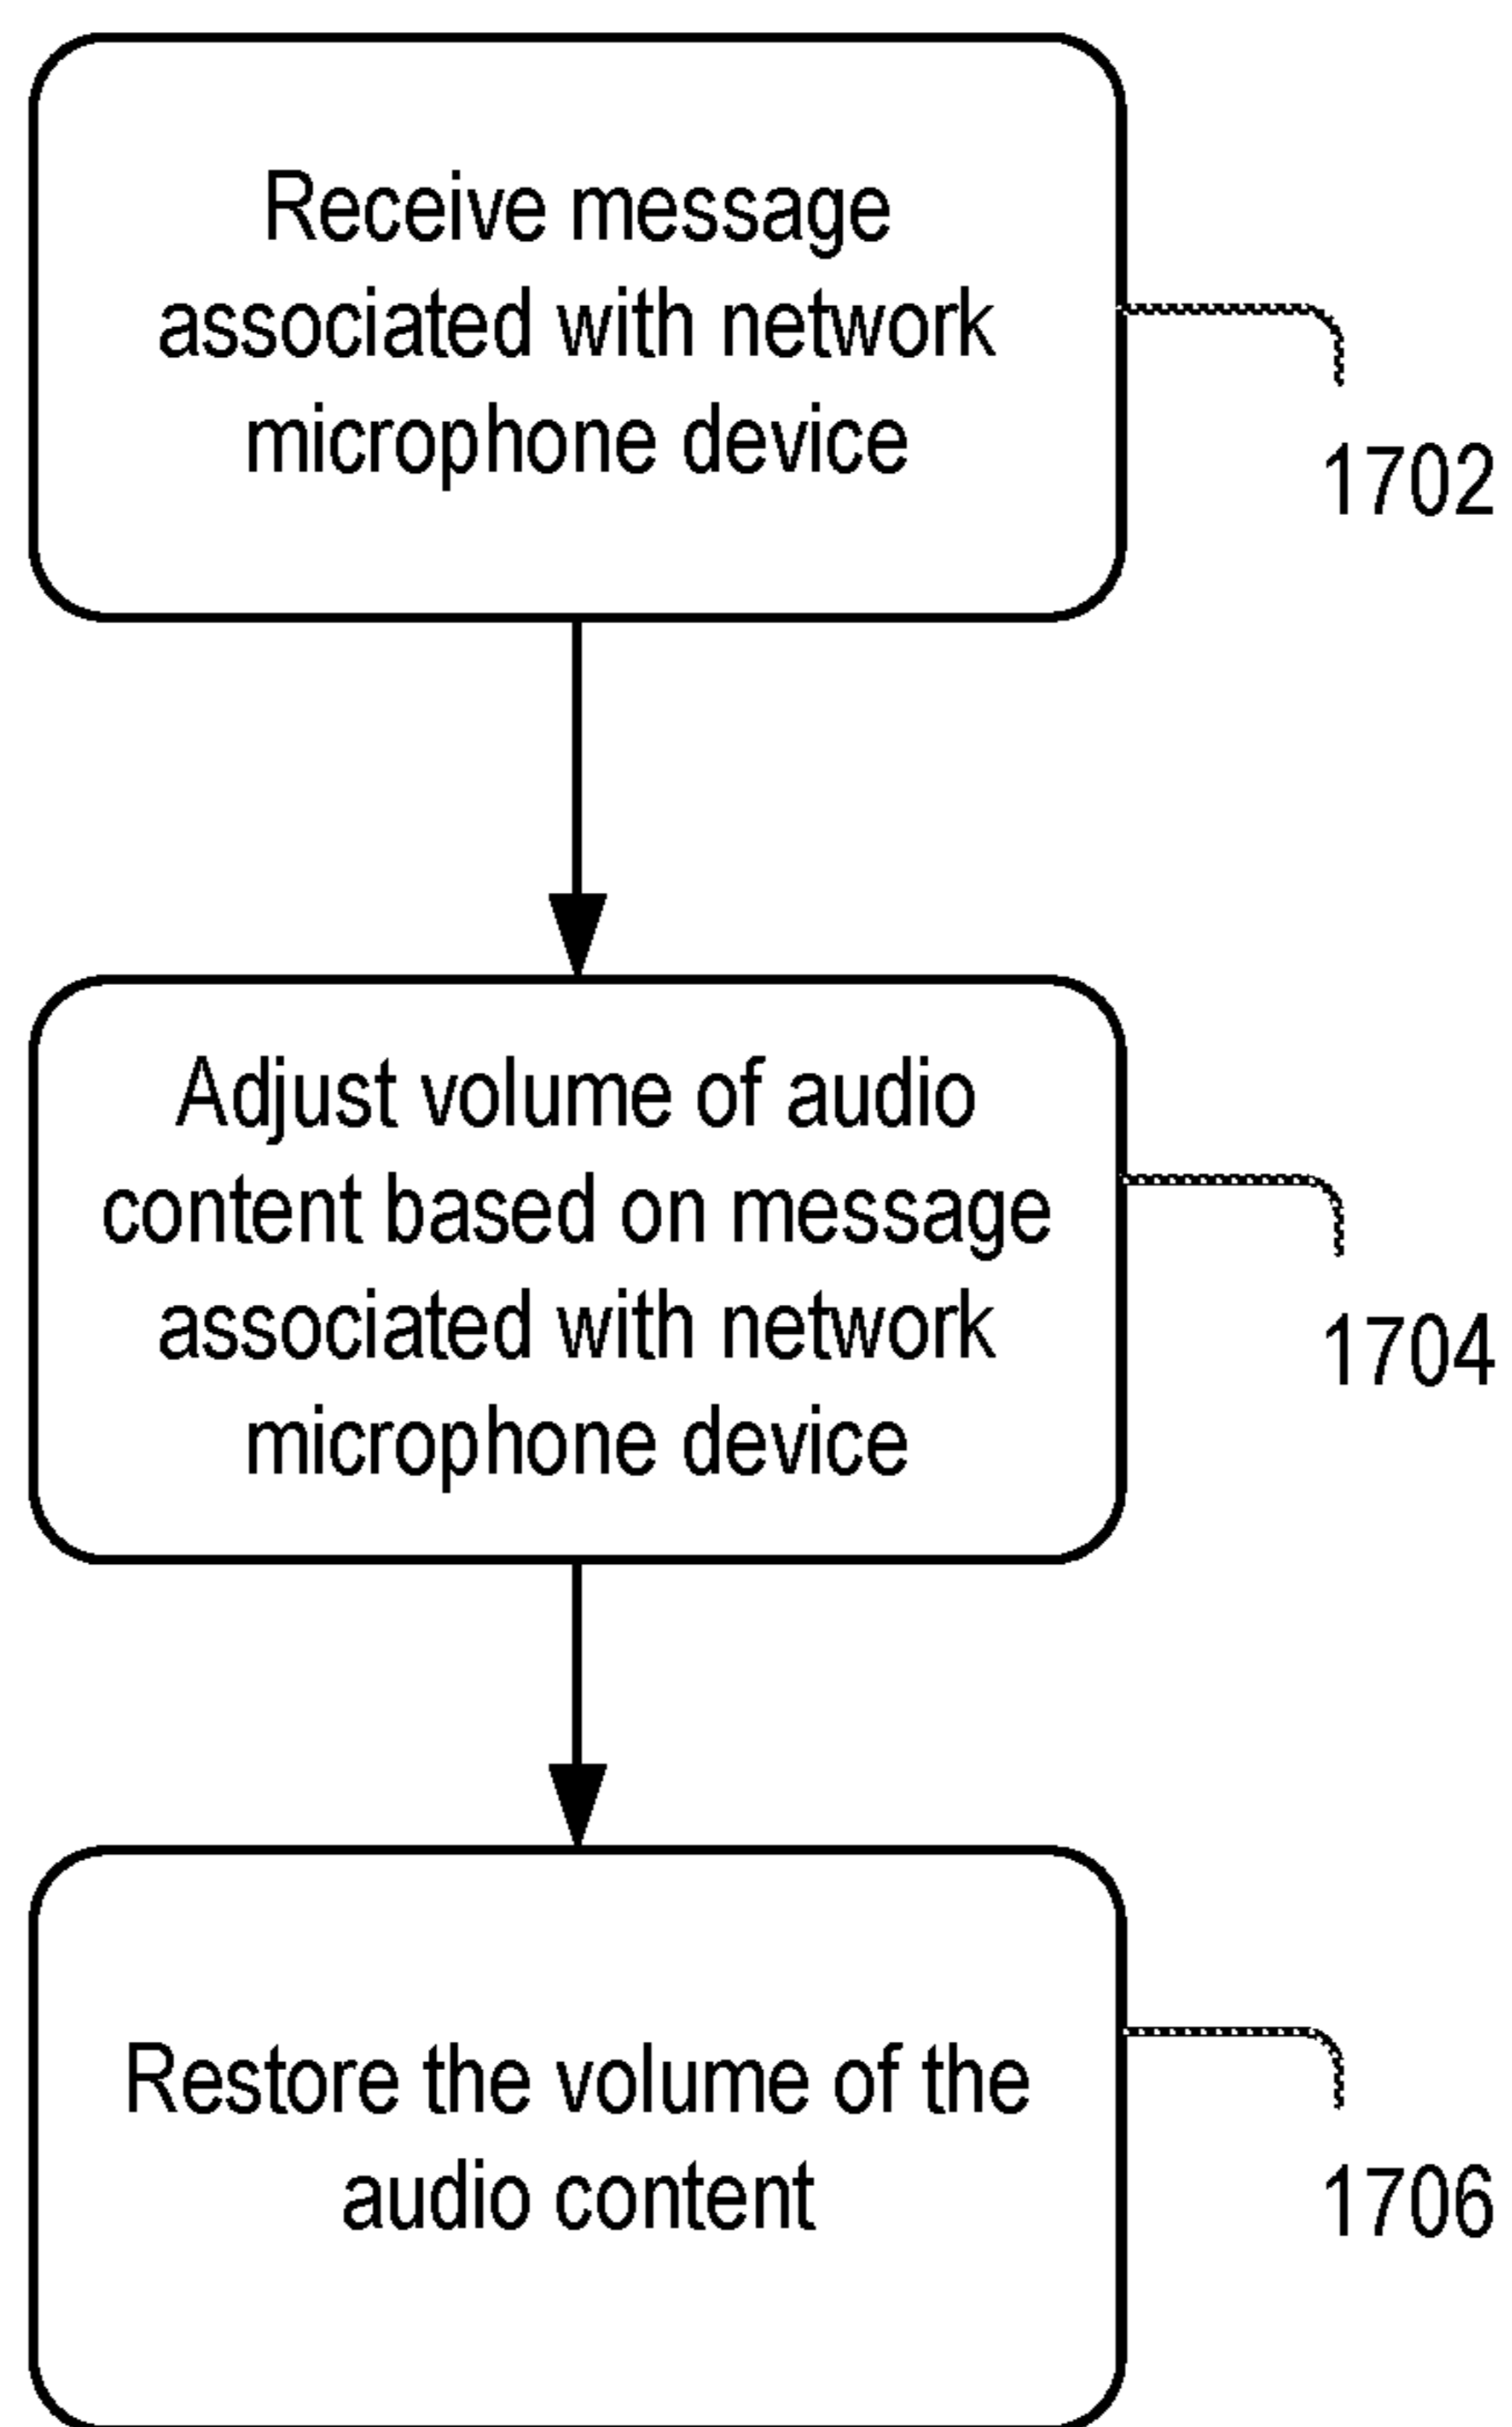 Receive message
associated with network
microphone device
1702
Adjust volume of audio
content based on message
associated with network
microphone device
1704
Restore the volume of the
audio content
1706